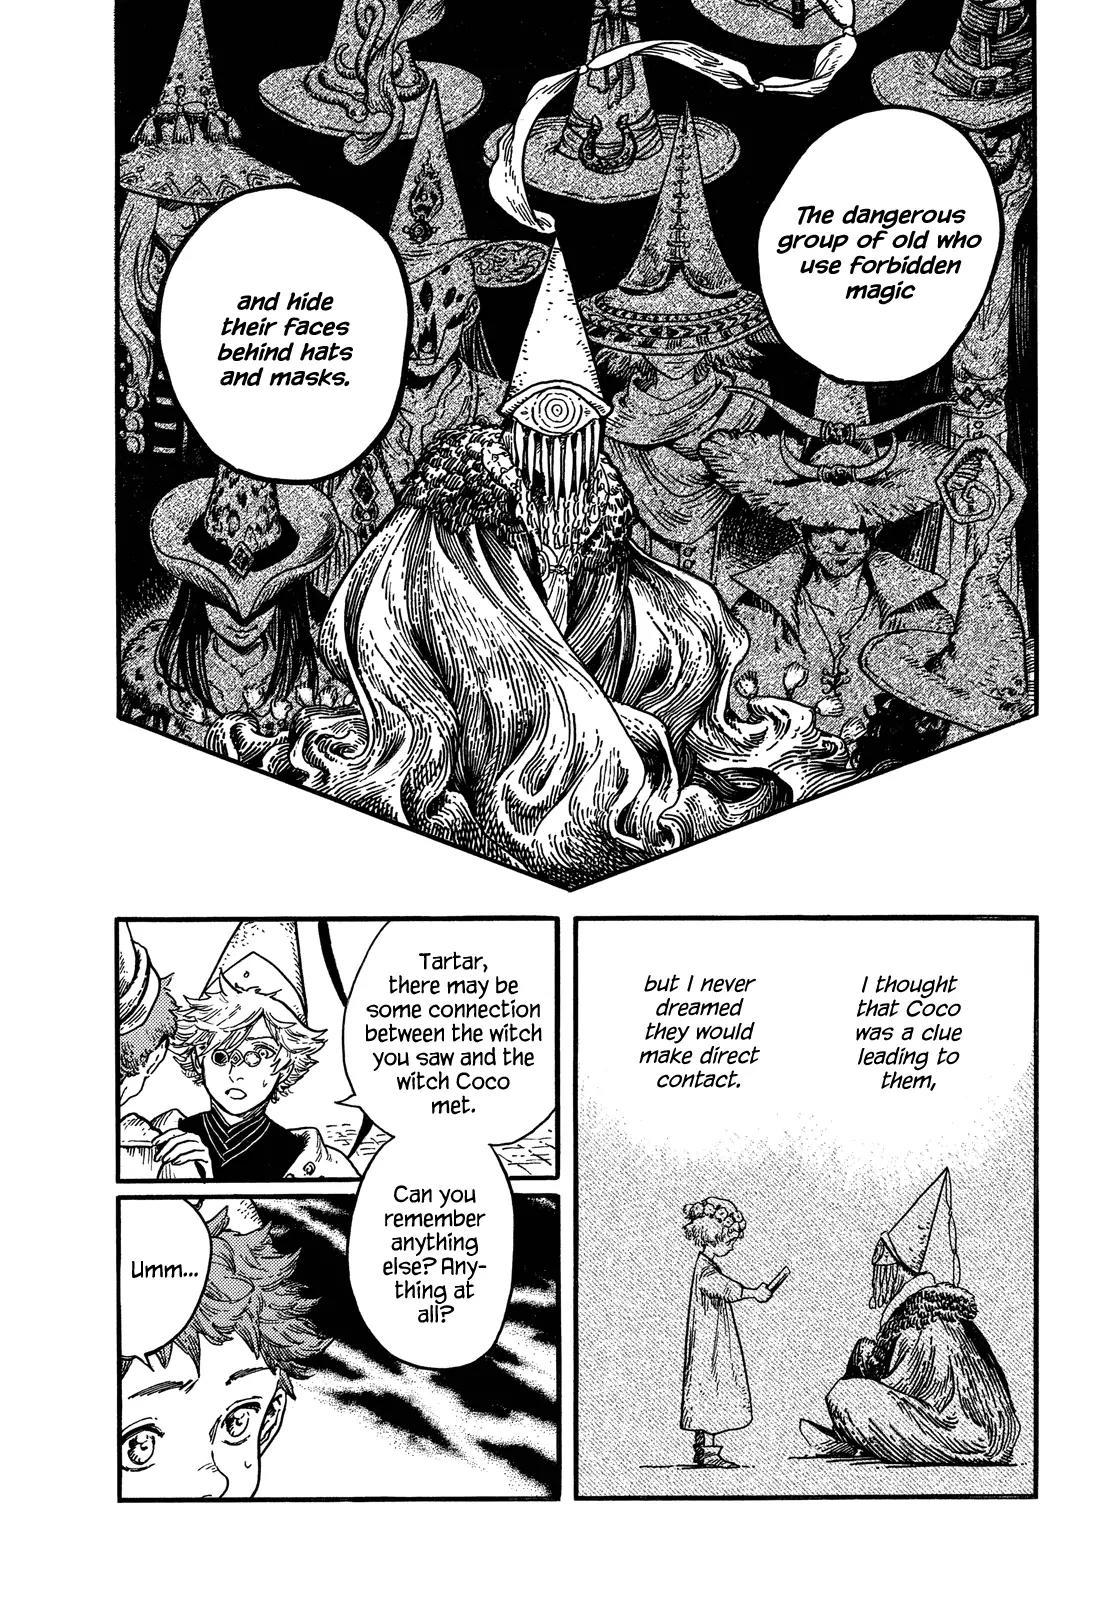 The dangerous
group of old who
use forbidden
magic
and hide
their faces
behind hats
and masks.
I thought
that Coco
was a clue
leading to
them,
but I never
dreamed
they would
make direct
contact.
Tartar,
there may be
some connection
between the witch
you saw and the
witch Coco
met.
Can you
remember
anything
else? Any-
thing at
all?
Umm...